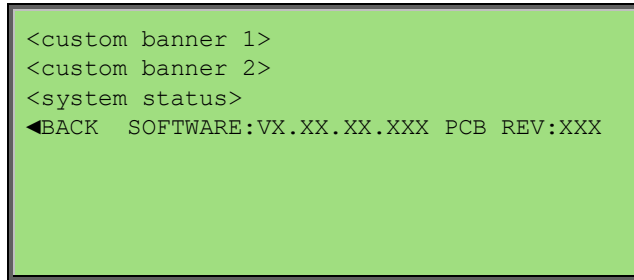 <custom banner 1>
<custom banner 2>
<system status>
◄BACK  SOFTWARE:VX.XX.XX.XXX PCB REV:XXX